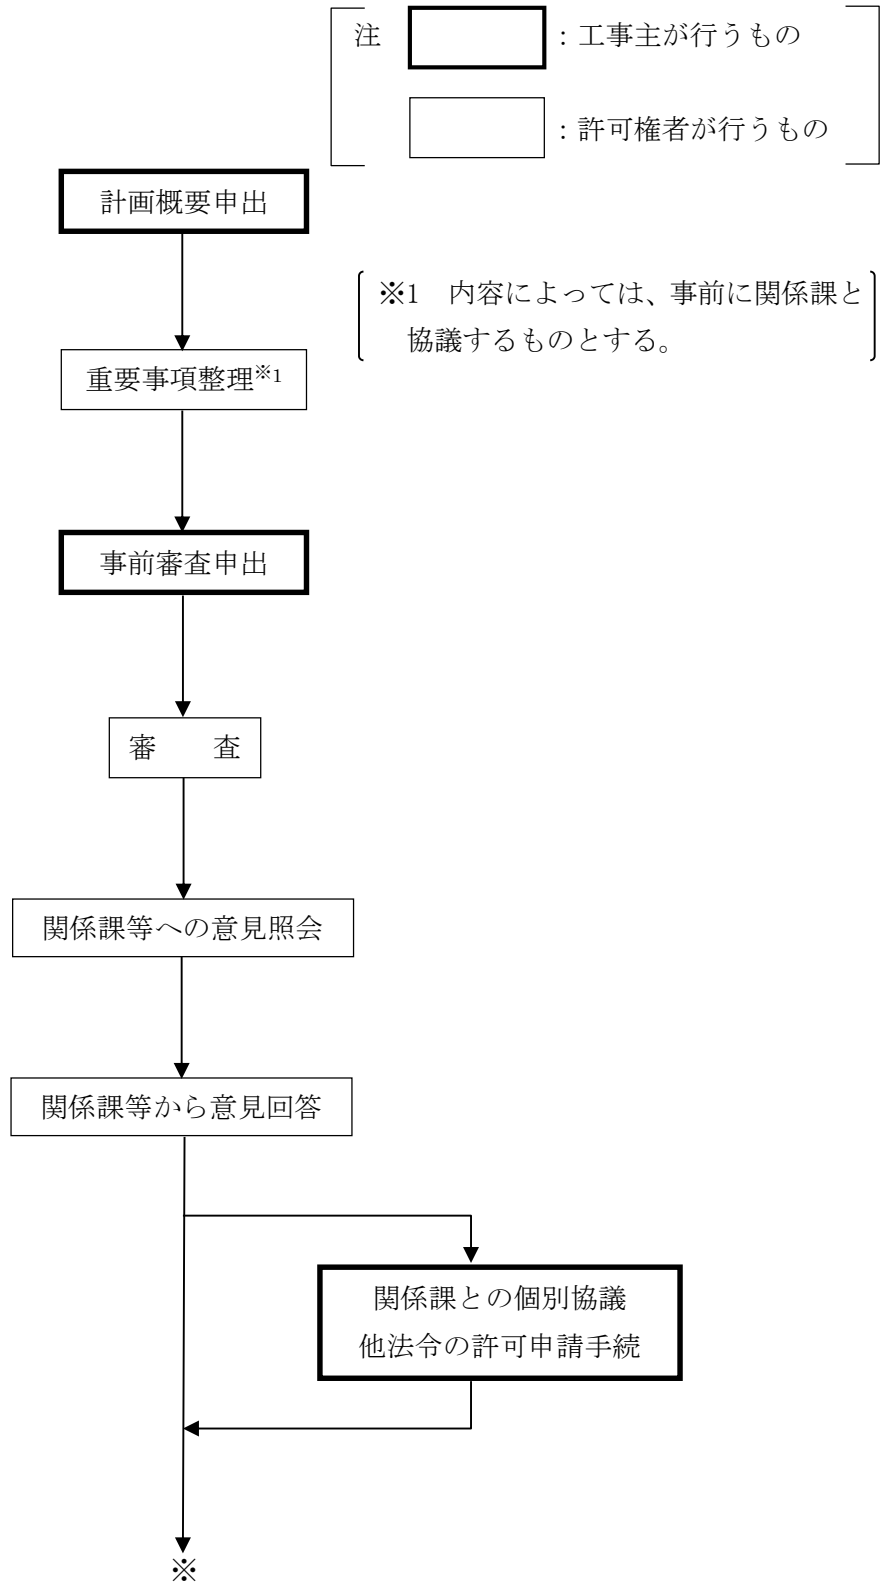 注 ：工事主が行うもの
：許可権者が行うもの
計画概要申出
※1　内容によっては、事前に関係課と
協議するものとする。
重要事項整理※1
事前審査申出
審　　査
関係課等への意見照会
関係課等から意見回答
関係課との個別協議
他法令の許可申請手続
※